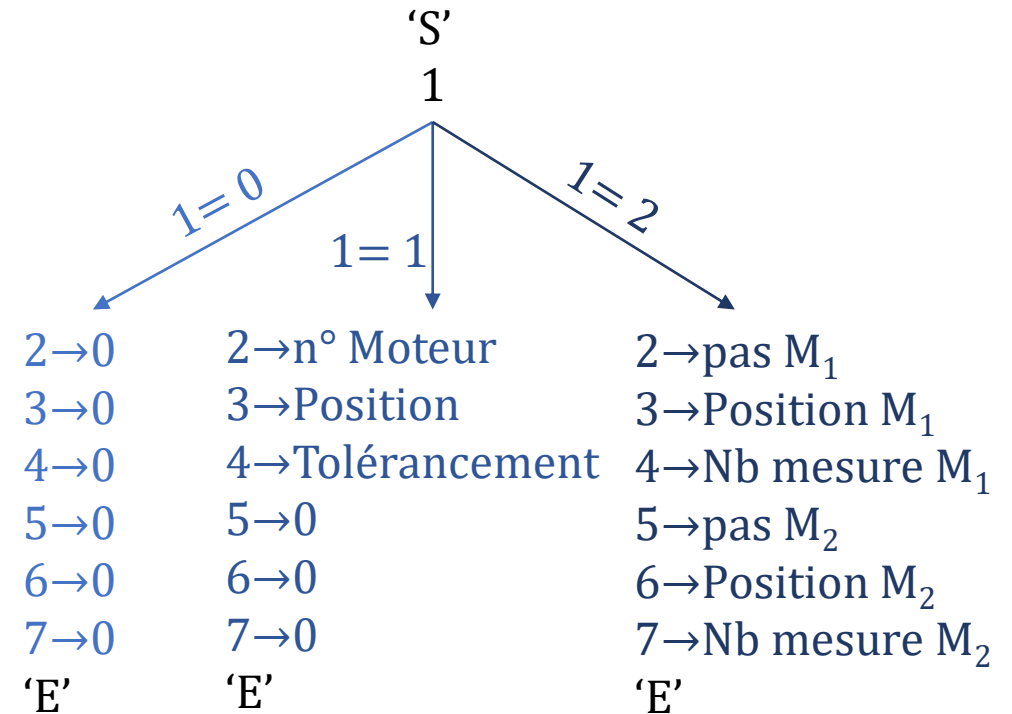 ‘S’
1
1= 0
1= 1
1= 2
2→0
3→0
4→0
5→0
6→0
7→0
‘E’
2→n° Moteur
3→Position
4→Tolérancement
5→0
6→0
7→0
‘E’
2→pas M₁
3→Position M₁
4→Nb mesure M₁
5→pas M₂
6→Position M₂
7→Nb mesure M₂
‘E’